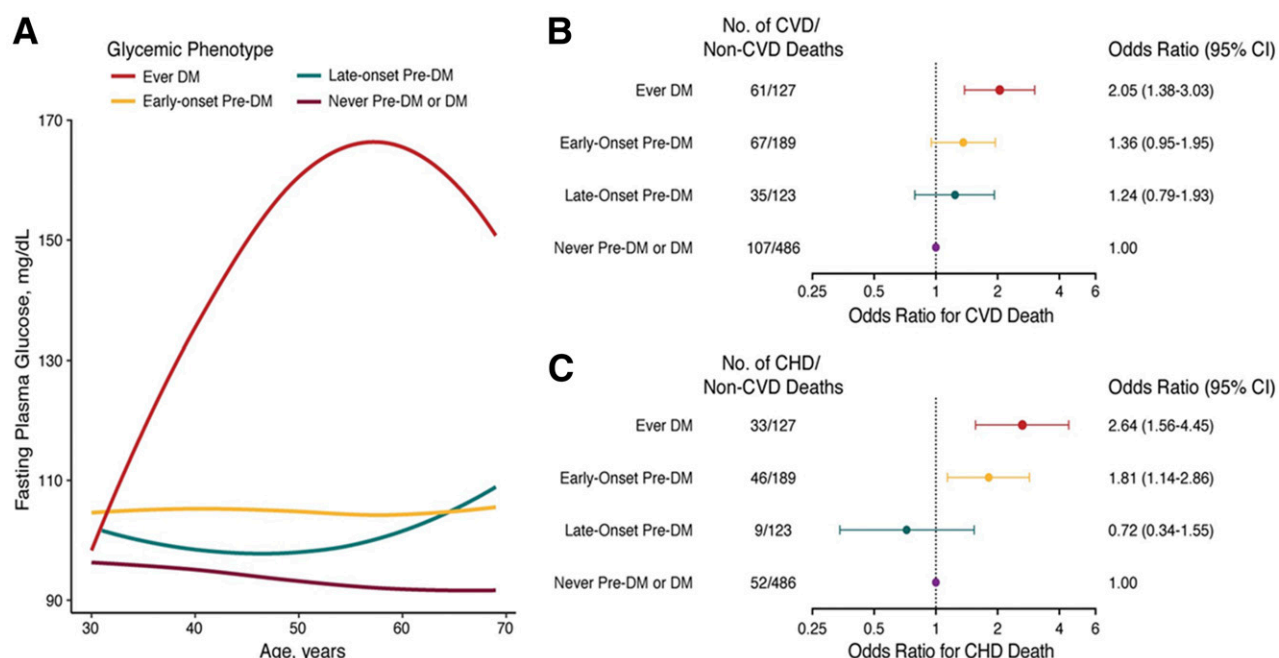 A
Glycemic Phenotype
Ever DM
Late-onset Pre-DM
Early-onset Pre-DM
Never Pre-DM or DM
170
150
130
110
90
Fasting Plasma Glucose, mg/dL
30 40 50 60 70
Age, years
B
No. of CVD/
Non-CVD Deaths
Odds Ratio (95% CI)
Ever DM 61/127 2.05 (1.38-3.03)
Early-Onset Pre-DM 67/189 1.36 (0.95-1.95)
Late-Onset Pre-DM 35/123 1.24 (0.79-1.93)
Never Pre-DM or DM 107/486 1.00
0.25 0.5 1 2 4 6
Odds Ratio for CVD Death
C
No. of CHD/
Non-CVD Deaths
Odds Ratio (95% CI)
Ever DM 33/127 2.64 (1.56-4.45)
Early-Onset Pre-DM 46/189 1.81 (1.14-2.86)
Late-Onset Pre-DM 9/123 0.72 (0.34-1.55)
Never Pre-DM or DM 52/486 1.00
0.25 0.5 1 2 4 6
Odds Ratio for CHD Death